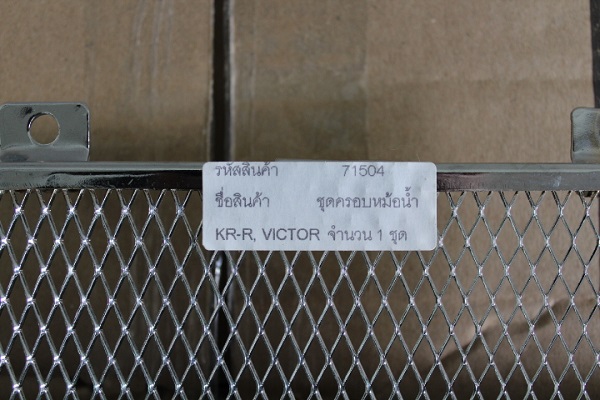 รหัสสินค้า 71504
ชื่อสินค้า ชุดครอบหม้อน้ำ
KR-R, VICTOR จำนวน 1 ชุด